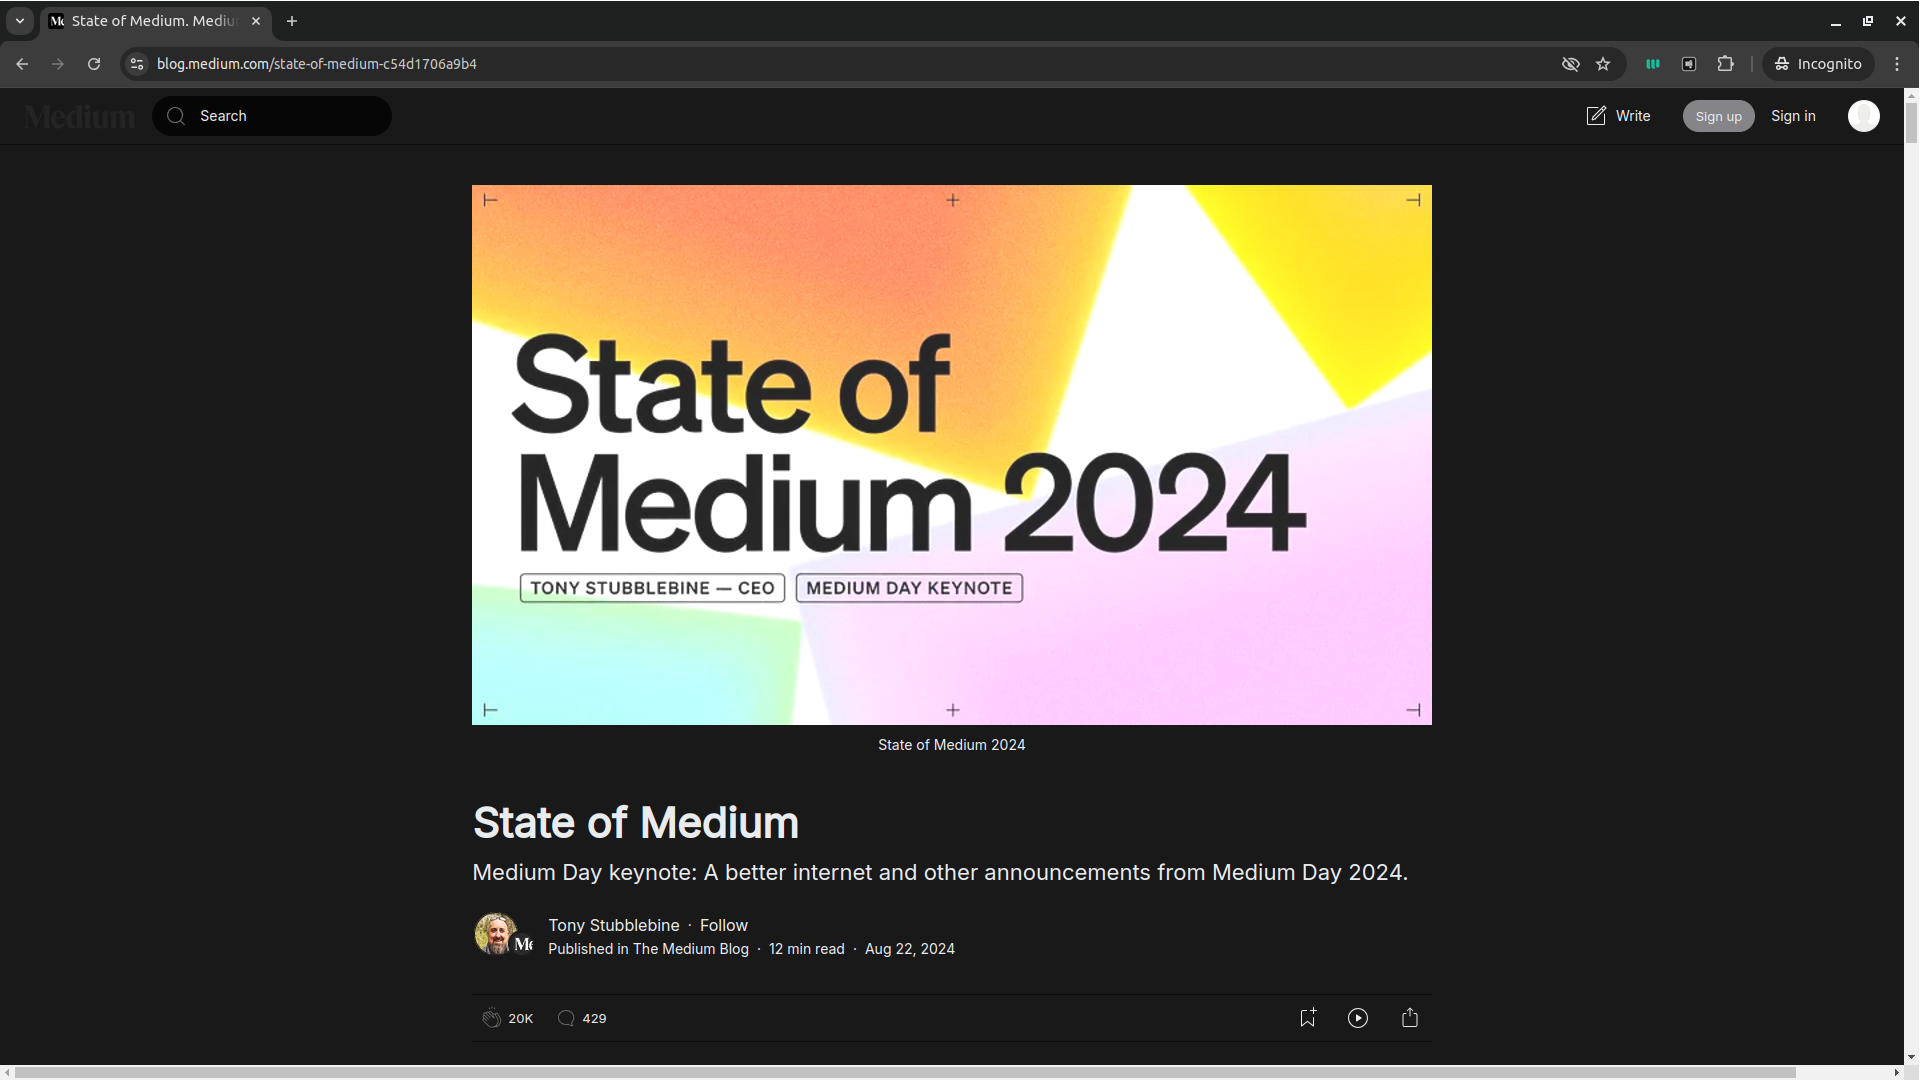 State of Medium. Mediu
blog.medium.com/state-of-medium-c54d1706a9b4
Incognito
Medium
Search
Write
Sign up
Sign in
State of
Medium 2024
TONY STUBBLEBINE — CEO
MEDIUM DAY KEYNOTE
State of Medium 2024
State of Medium
Medium Day keynote: A better internet and other announcements from Medium Day 2024.
Tony Stubblebine · Follow
Published in The Medium Blog · 12 min read · Aug 22, 2024
20K
429